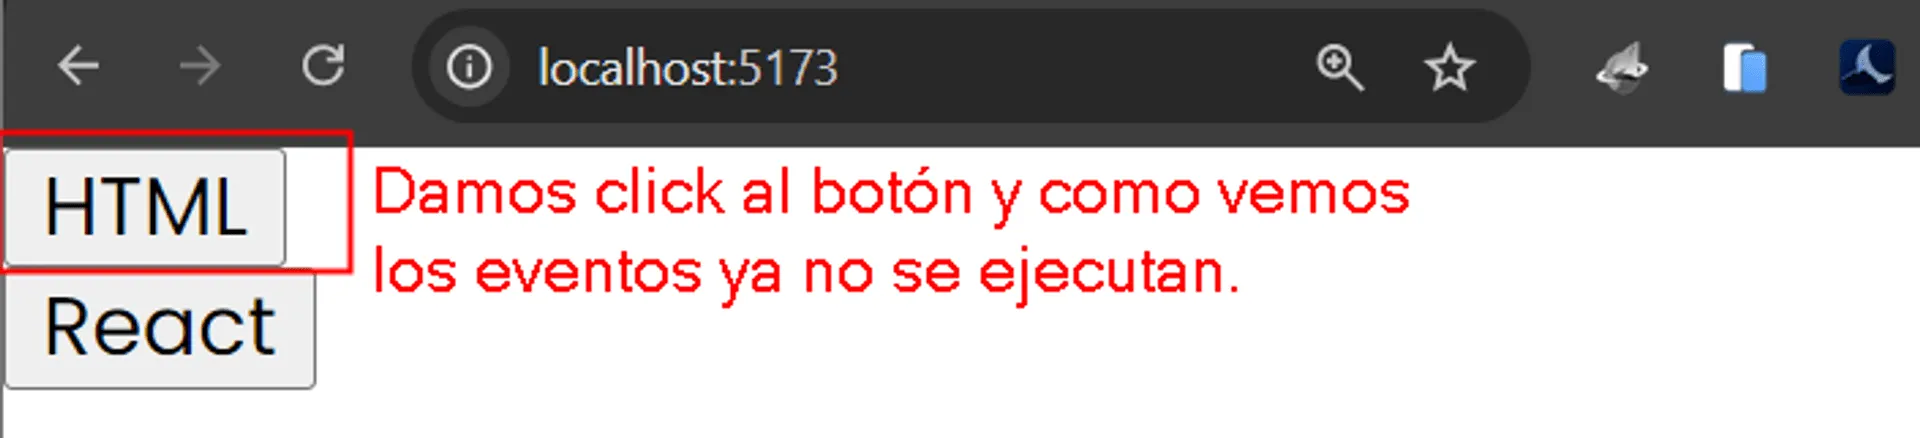 localhost:5173
HTML
Damos click al botón y como vemos
los eventos ya no se ejecutan.
React